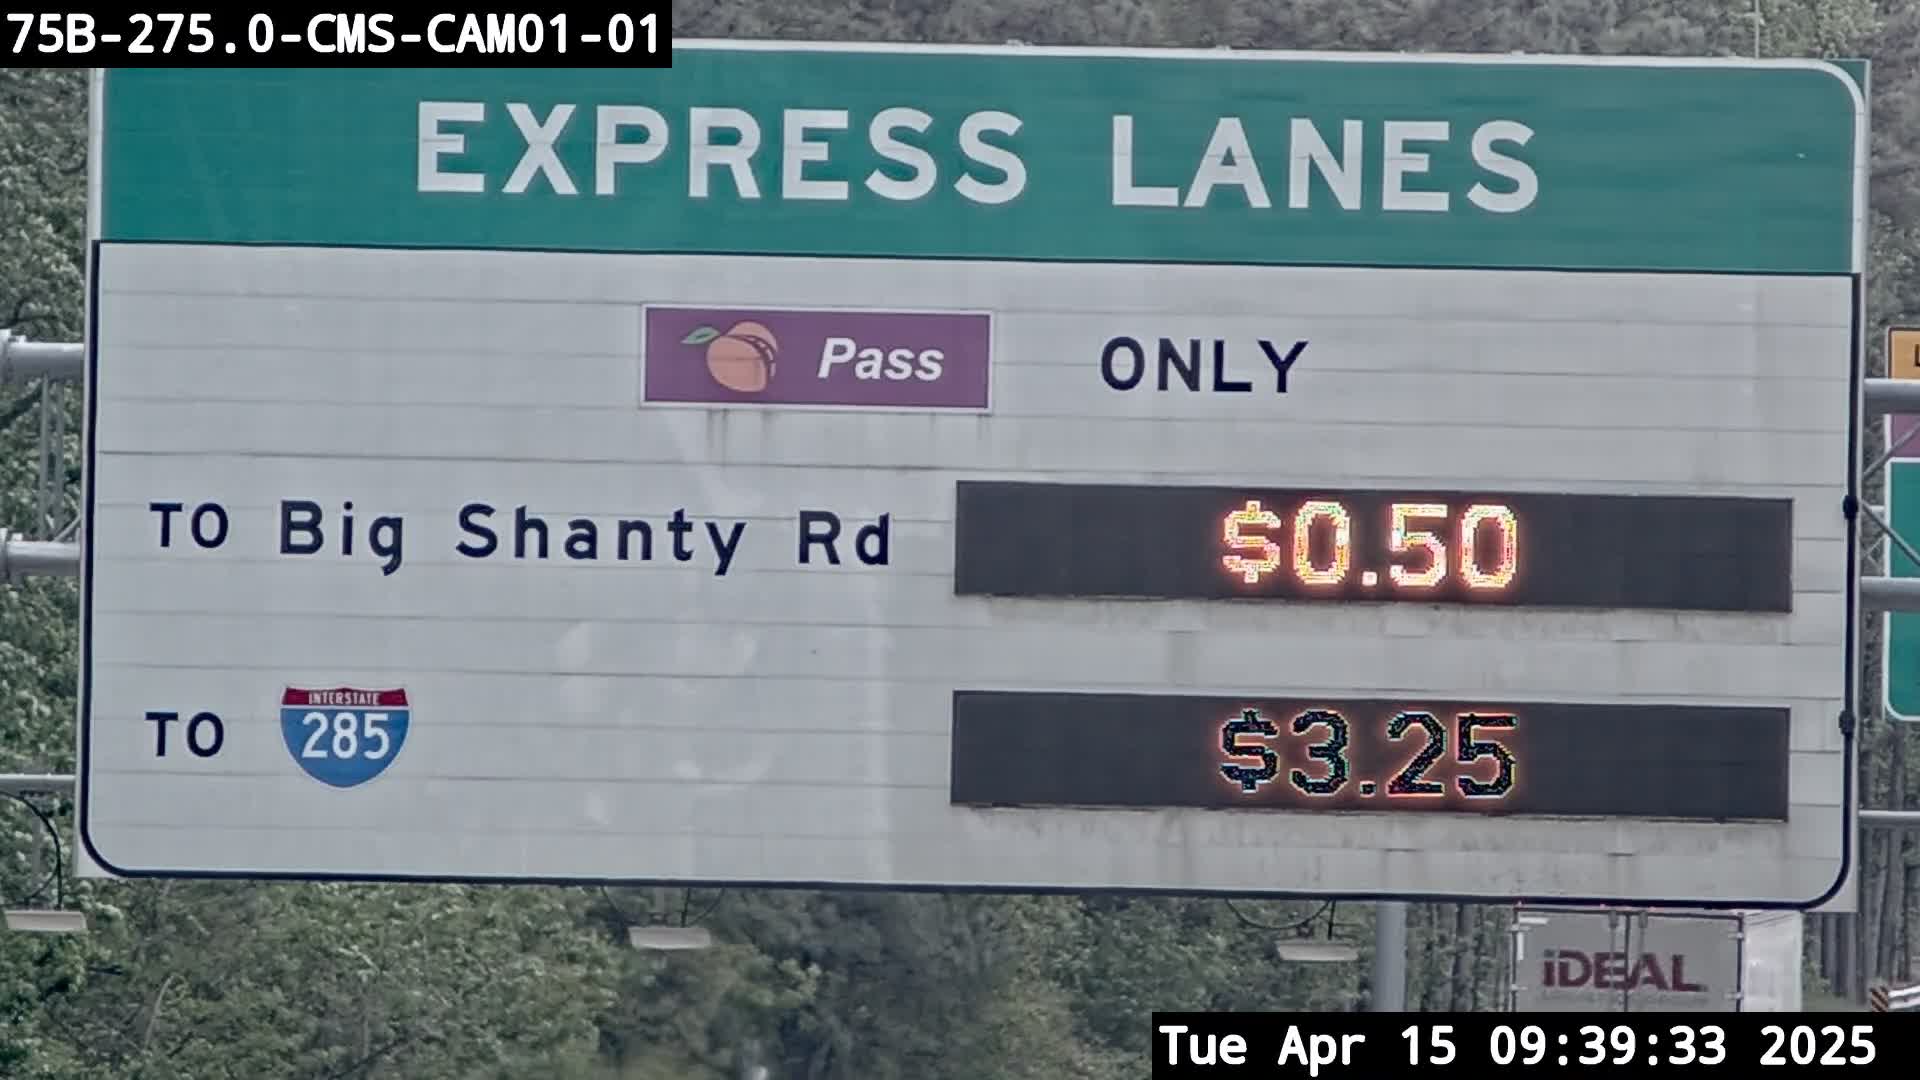 75B-275.0-CMS-CAM01-01
EXPRESS LANES
Pass ONLY
TO Big Shanty Rd $0.50
TO INTERSTATE 285 $3.25
iDEAL
Tue Apr 15 09:39:33 2025